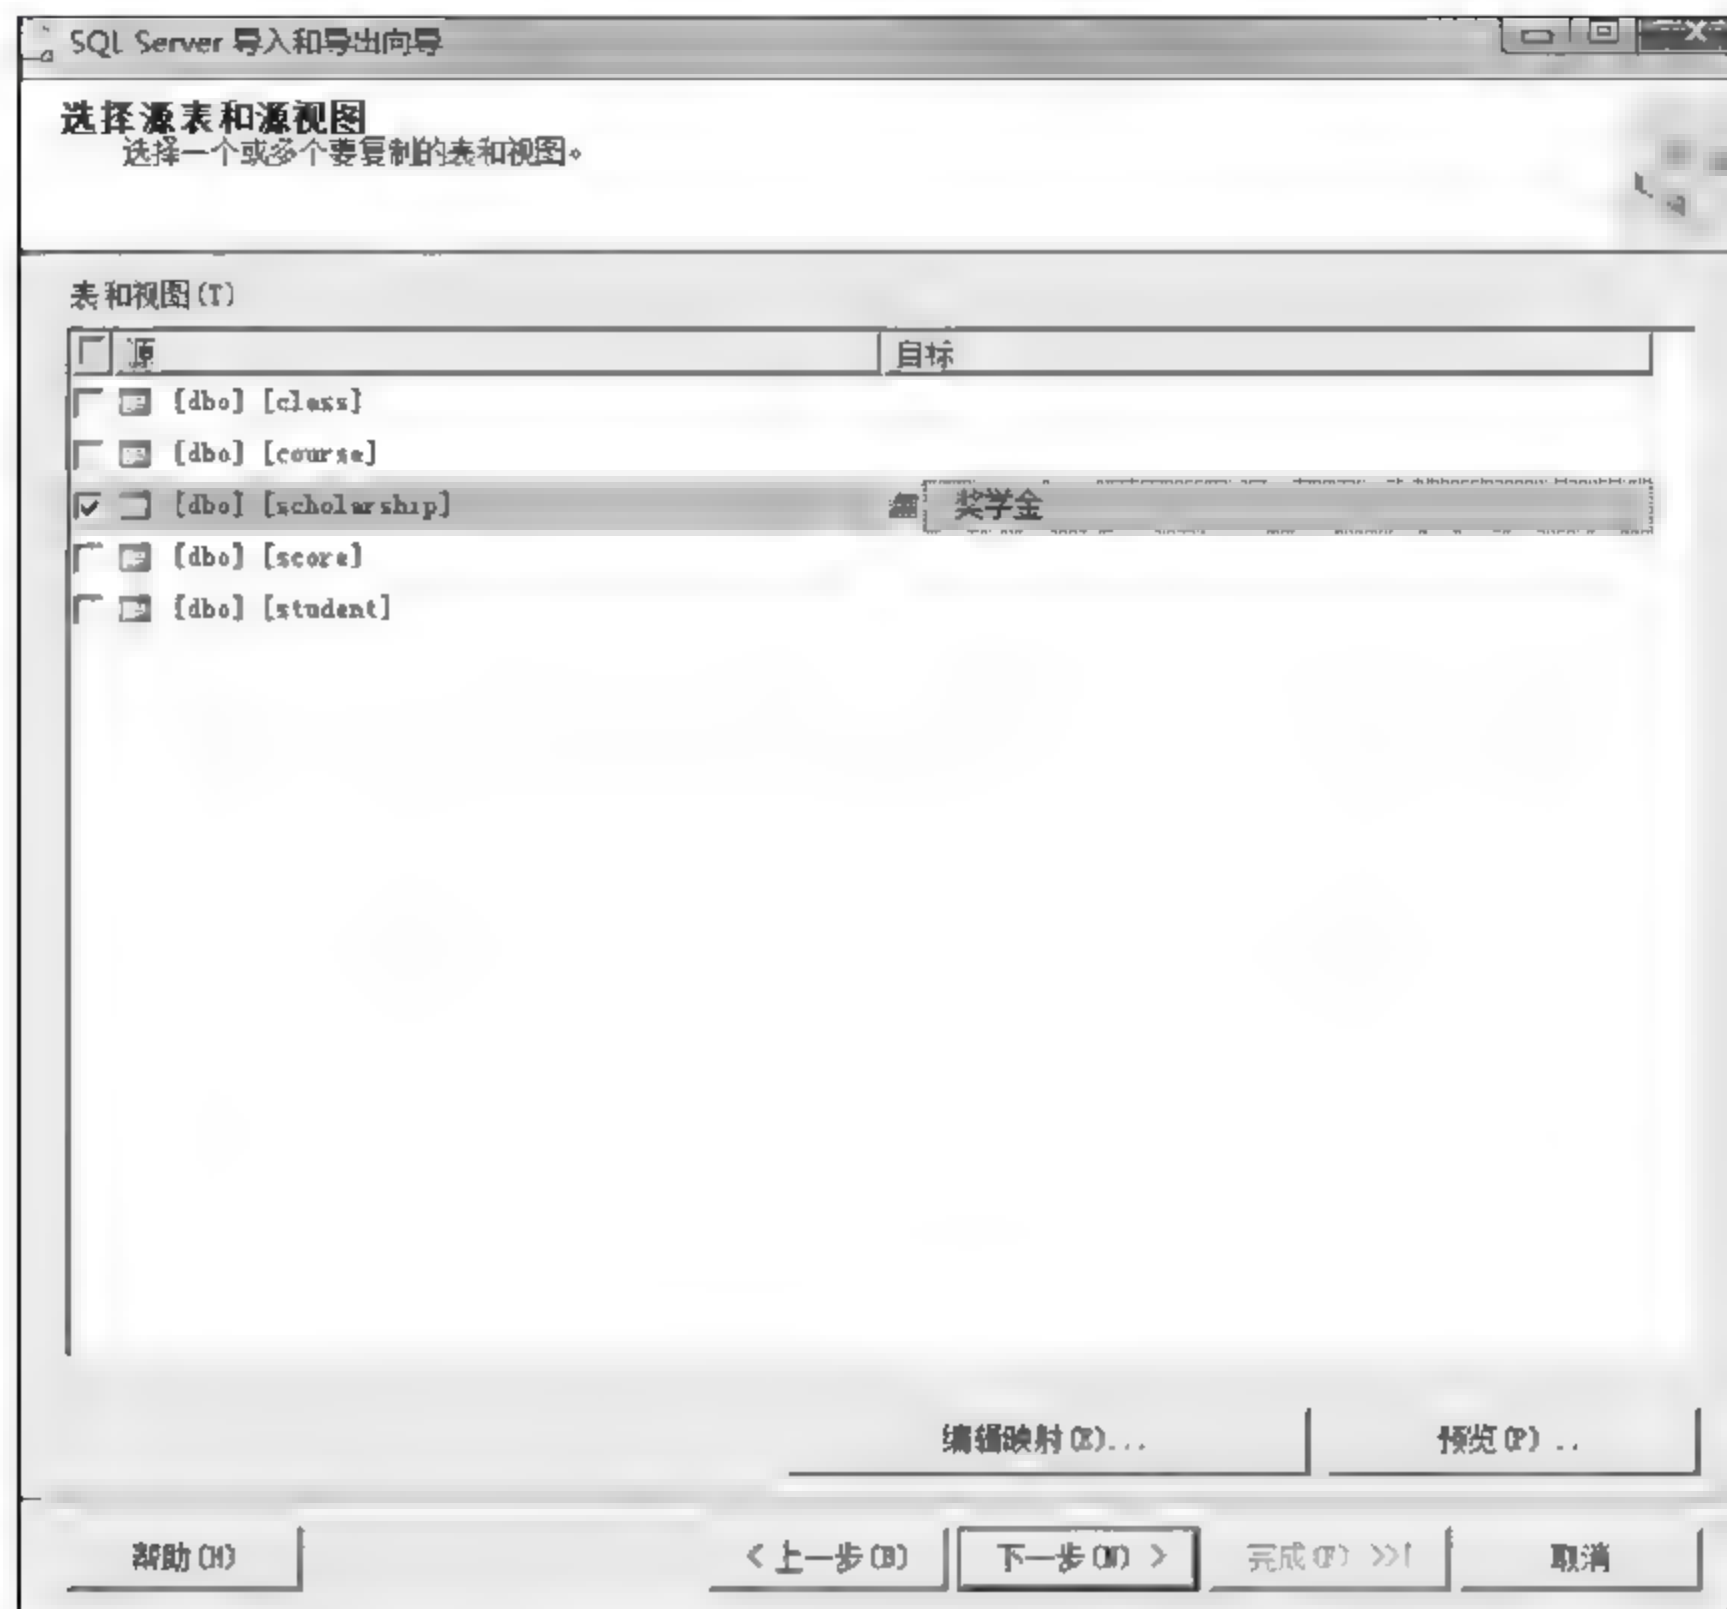 SQL Server 导入和导出向导
选择源表和源视图
选择一个或多个要复制的表和视图。
表和视图(T)
源 目标
[dbo] [class]
[dbo] [course]
[dbo] [scholarship] 奖学金
[dbo] [score]
[dbo] [student]
编辑映射(E)... 预览(P)..
帮助(H) <上一步(B) 下一步(N) > 完成(F) >>| 取消